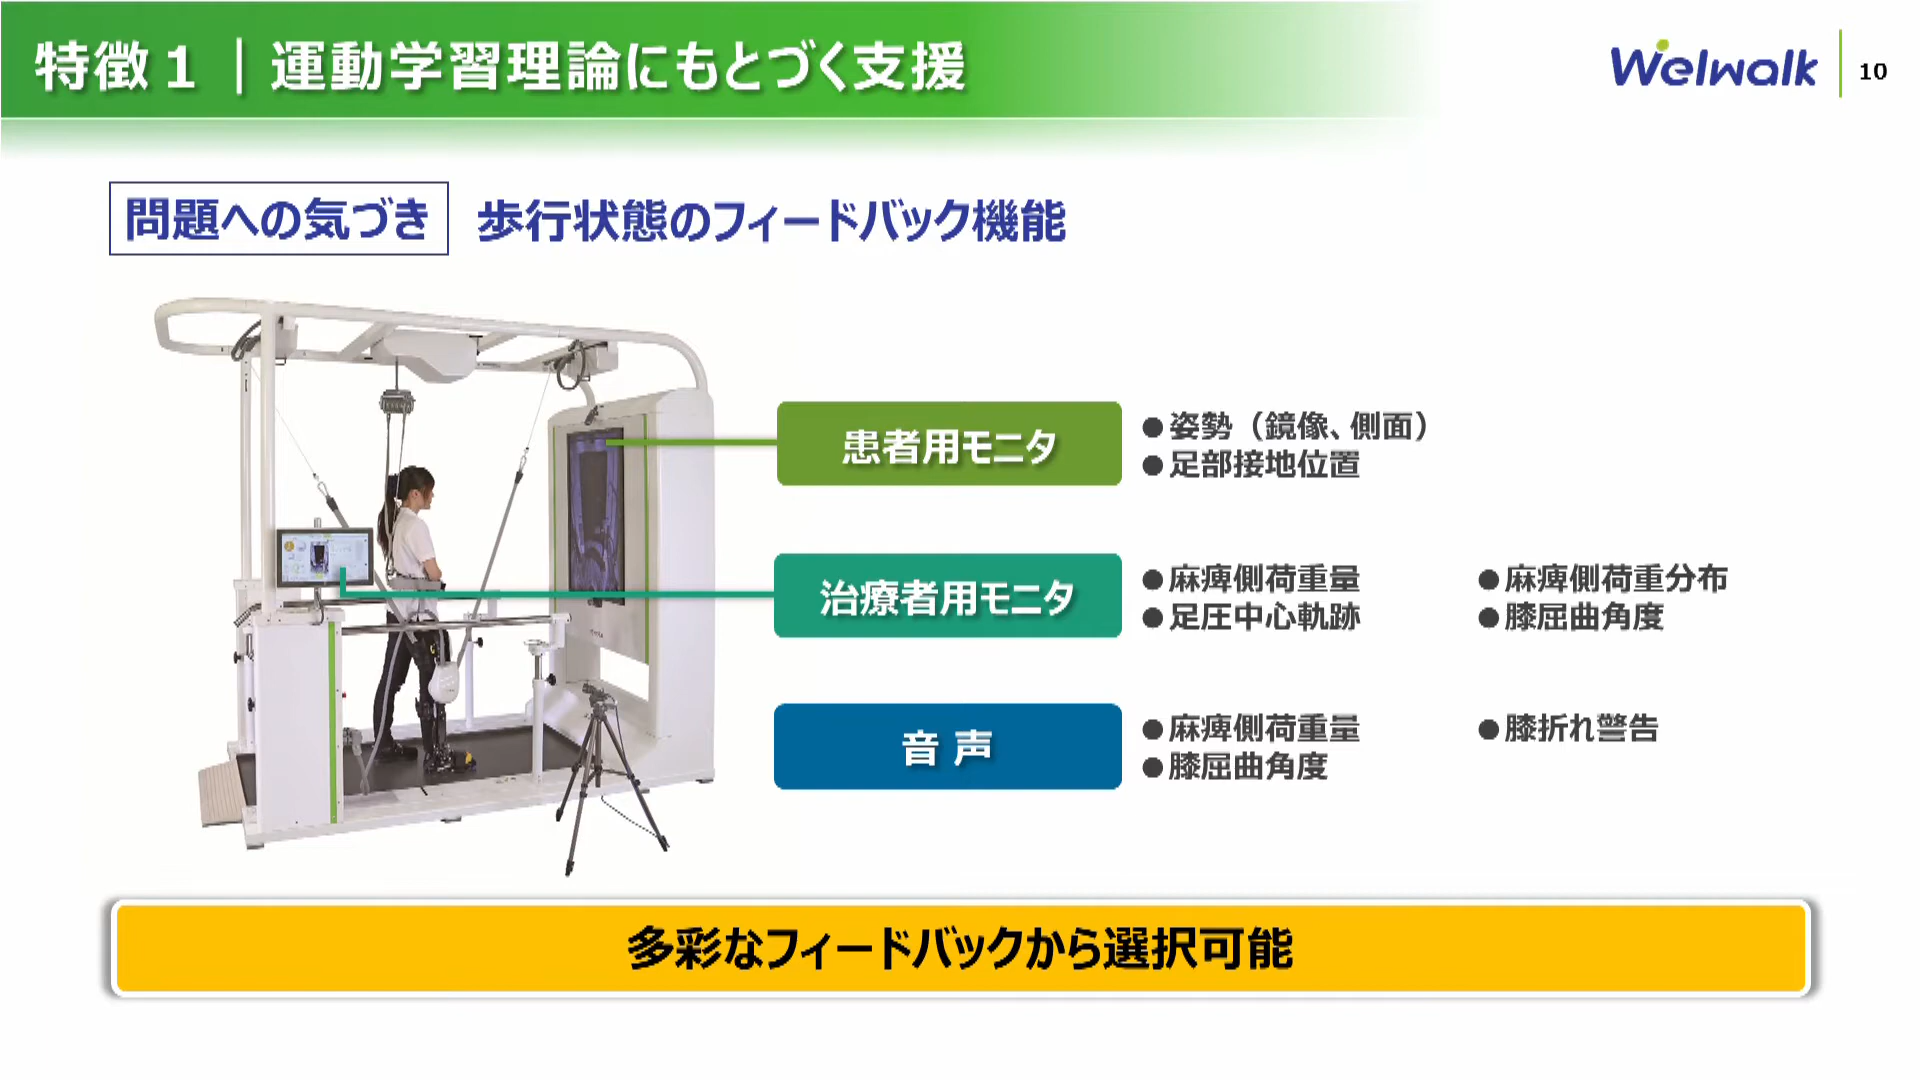 特徴1｜運動学習理論にもとづく支援
Welwalk
10
問題への気づき 歩行状態のフィードバック機能
患者用モニタ
●姿勢（鏡像、側面）
●足部接地位置
治療者用モニタ
●麻痺側荷重量 ●麻痺側荷重分布
●足圧中心軌跡 ●膝屈曲角度
音声
●麻痺側荷重量 ●膝折れ警告
●膝屈曲角度
多彩なフィードバックから選択可能